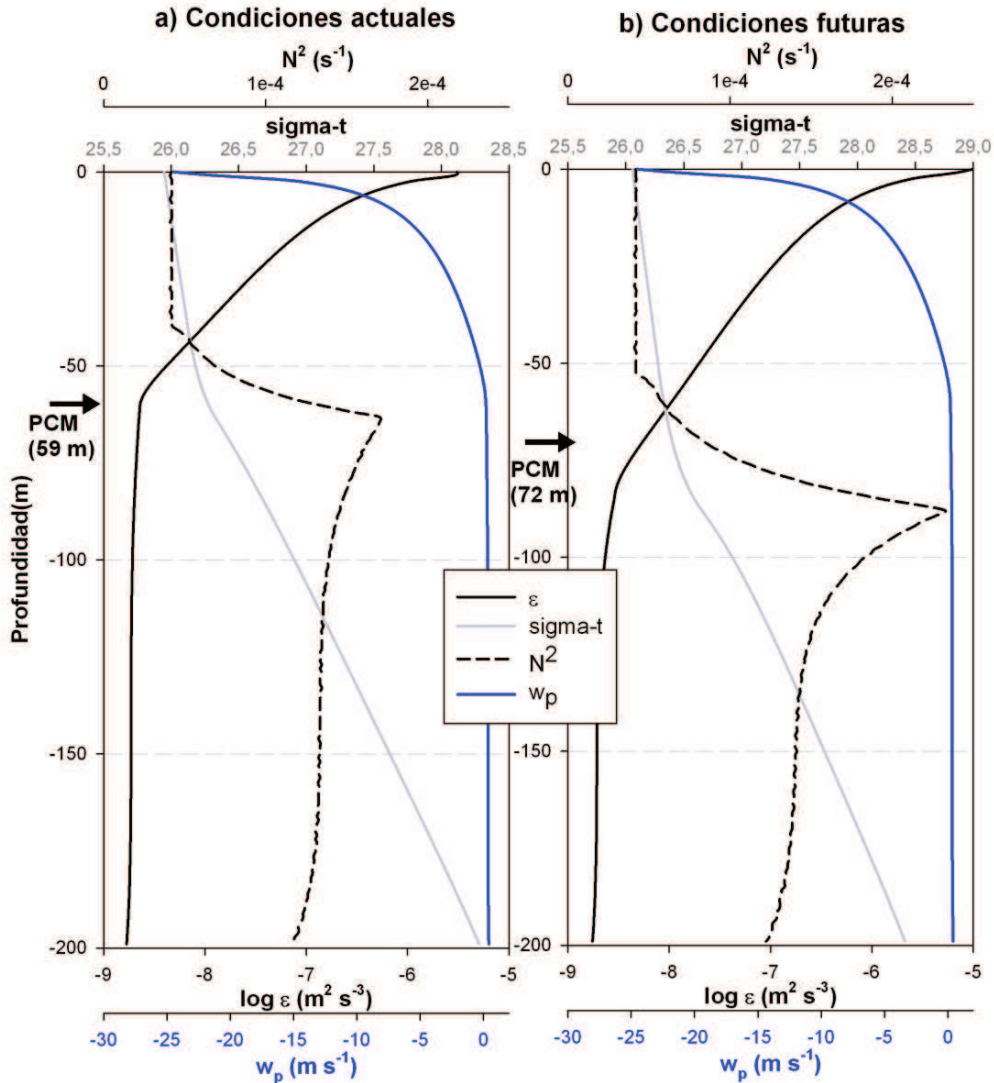 a) Condiciones actuales
N² (s⁻¹)
0 1e-4 2e-4
sigma-t
25,5 26,0 26,5 27,0 27,5 28,0 28,5
b) Condiciones futuras
N² (s⁻¹)
0 1e-4 2e-4
sigma-t
25,5 26,0 26,5 27,0 27,5 28,0 28,5 29,0
Profundidad(m)
0
-50
-100
-150
-200
PCM
(59 m)
0
-50
-100
-150
-200
PCM
(72 m)
ε
sigma-t
N²
wₚ
-9 -8 -7 -6 -5
log ε (m² s⁻³)
-30 -25 -20 -15 -10 -5 0
wₚ (m s⁻¹)
-9 -8 -7 -6 -5
log ε (m² s⁻³)
-30 -25 -20 -15 -10 -5 0
wₚ (m s⁻¹)